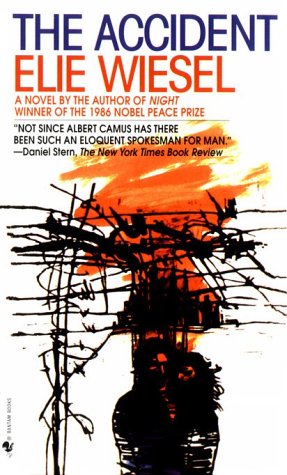 THE ACCIDENT
ELIE WIESEL
A NOVEL BY THE AUTHOR OF NIGHT
WINNER OF THE 1986 NOBEL PEACE PRIZE
"NOT SINCE ALBERT CAMUS HAS THERE
BEEN SUCH AN ELOQUENT SPOKESMAN FOR MAN."
—Daniel Stern, The New York Times Book Review
BANTAM BOOKS